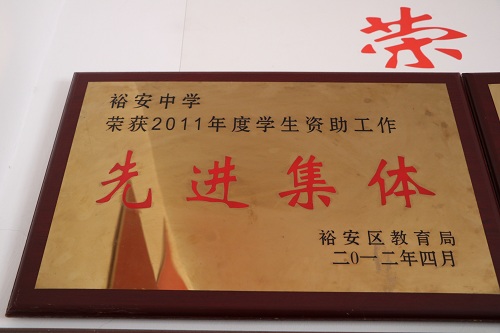 荣
裕安中学
荣获2011年度学生资助工作
先进集体
裕安区教育局
二0一二年四月